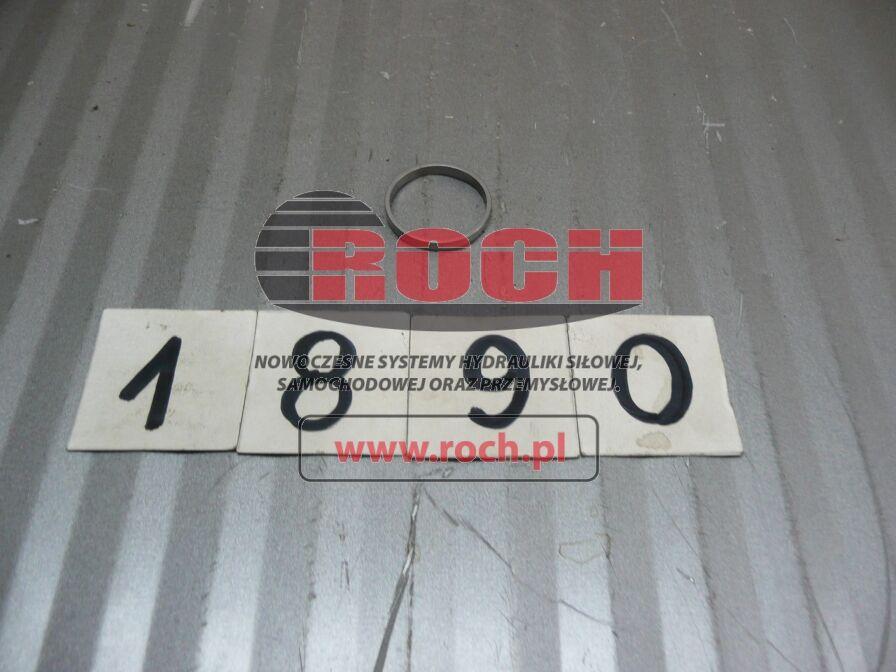 ROCH
1 8 9 0
NOWOCZESNE SYSTEMY HYDRAULIKI SIŁOWEJ,
SAMOCHODOWEJ ORAZ PRZEMYSŁOWEJ.
www.roch.pl